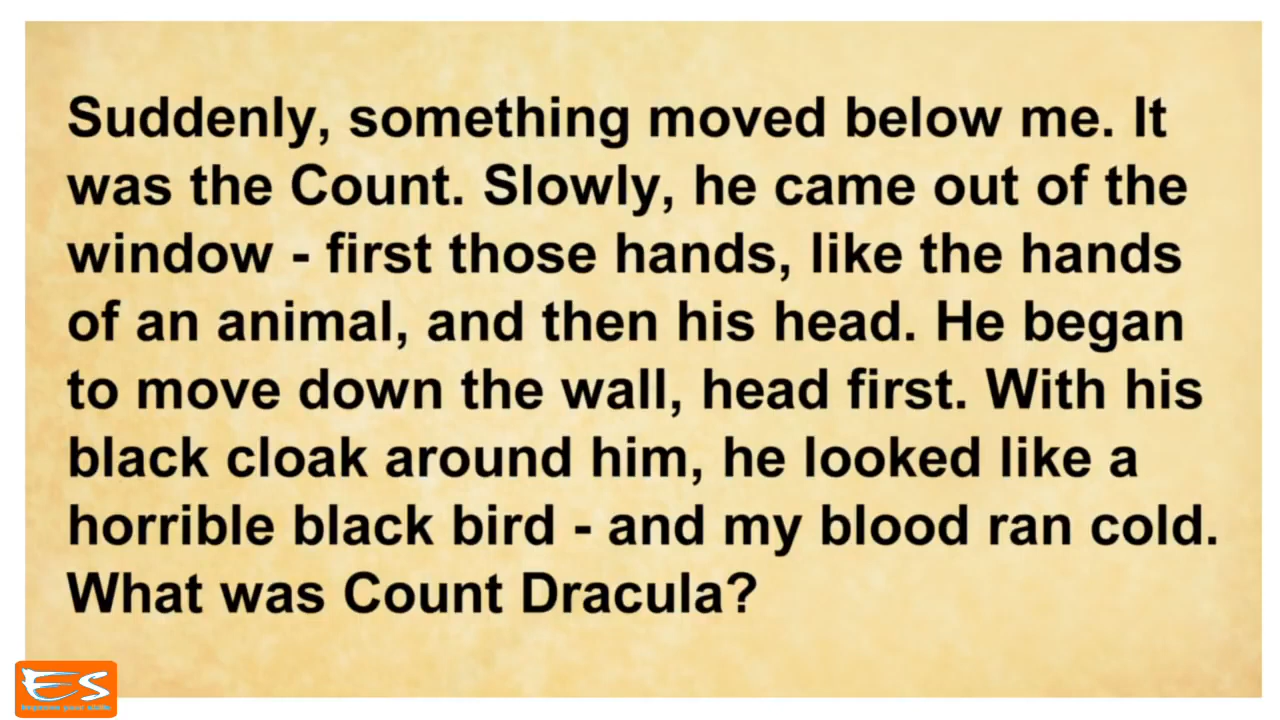 Suddenly, something moved below me. It
was the Count. Slowly, he came out of the
window - first those hands, like the hands
of an animal, and then his head. He began
to move down the wall, head first. With his
black cloak around him, he looked like a
horrible black bird - and my blood ran cold.
What was Count Dracula?
ES